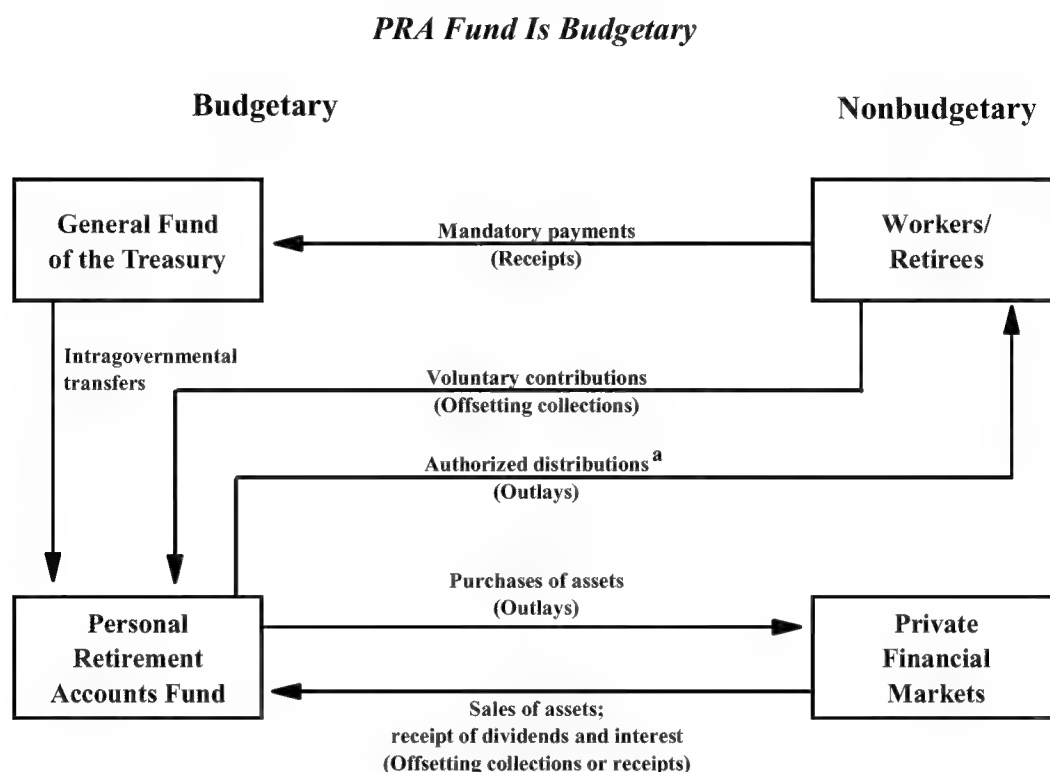 PRA Fund Is Budgetary
Budgetary
Nonbudgetary
General Fund
of the Treasury
Mandatory payments
(Receipts)
Workers/
Retirees
Intragovernmental
transfers
Voluntary contributions
(Offsetting collections)
Authorized distributions a
(Outlays)
Personal
Retirement
Accounts Fund
Purchases of assets
(Outlays)
Private
Financial
Markets
Sales of assets;
receipt of dividends and interest
(Offsetting collections or receipts)